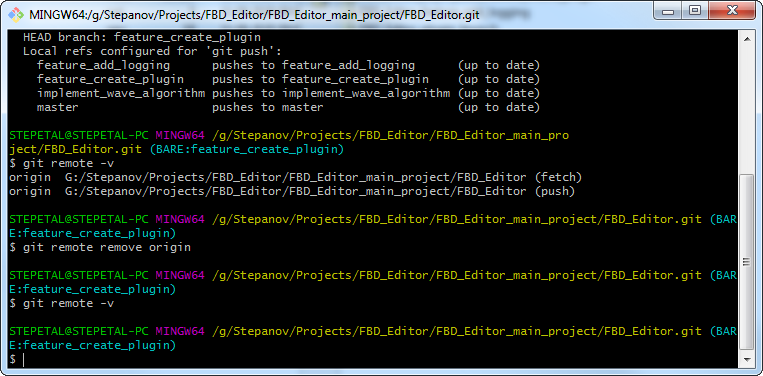 MINGW64:/g/Stepanov/Projects/FBD_Editor/FBD_Editor_main_project/FBD_Editor.git
HEAD branch: feature_create_plugin
Local refs configured for 'git push':
feature_add_logging pushes to feature_add_logging (up to date)
feature_create_plugin pushes to feature_create_plugin (up to date)
implement_wave_algorithm pushes to implement_wave_algorithm (up to date)
master pushes to master (up to date)
STEPETAL@STEPETAL-PC MINGW64 /g/Stepanov/Projects/FBD_Editor/FBD_Editor_main_pro
ject/FBD_Editor.git (BARE:feature_create_plugin)
$ git remote -v
origin G:/Stepanov/Projects/FBD_Editor/FBD_Editor_main_project/FBD_Editor (fetch)
origin G:/Stepanov/Projects/FBD_Editor/FBD_Editor_main_project/FBD_Editor (push)
STEPETAL@STEPETAL-PC MINGW64 /g/Stepanov/Projects/FBD_Editor/FBD_Editor_main_project/FBD_Editor.git (BAR
E:feature_create_plugin)
$ git remote remove origin
STEPETAL@STEPETAL-PC MINGW64 /g/Stepanov/Projects/FBD_Editor/FBD_Editor_main_project/FBD_Editor.git (BAR
E:feature_create_plugin)
$ git remote -v
STEPETAL@STEPETAL-PC MINGW64 /g/Stepanov/Projects/FBD_Editor/FBD_Editor_main_project/FBD_Editor.git (BAR
E:feature_create_plugin)
$